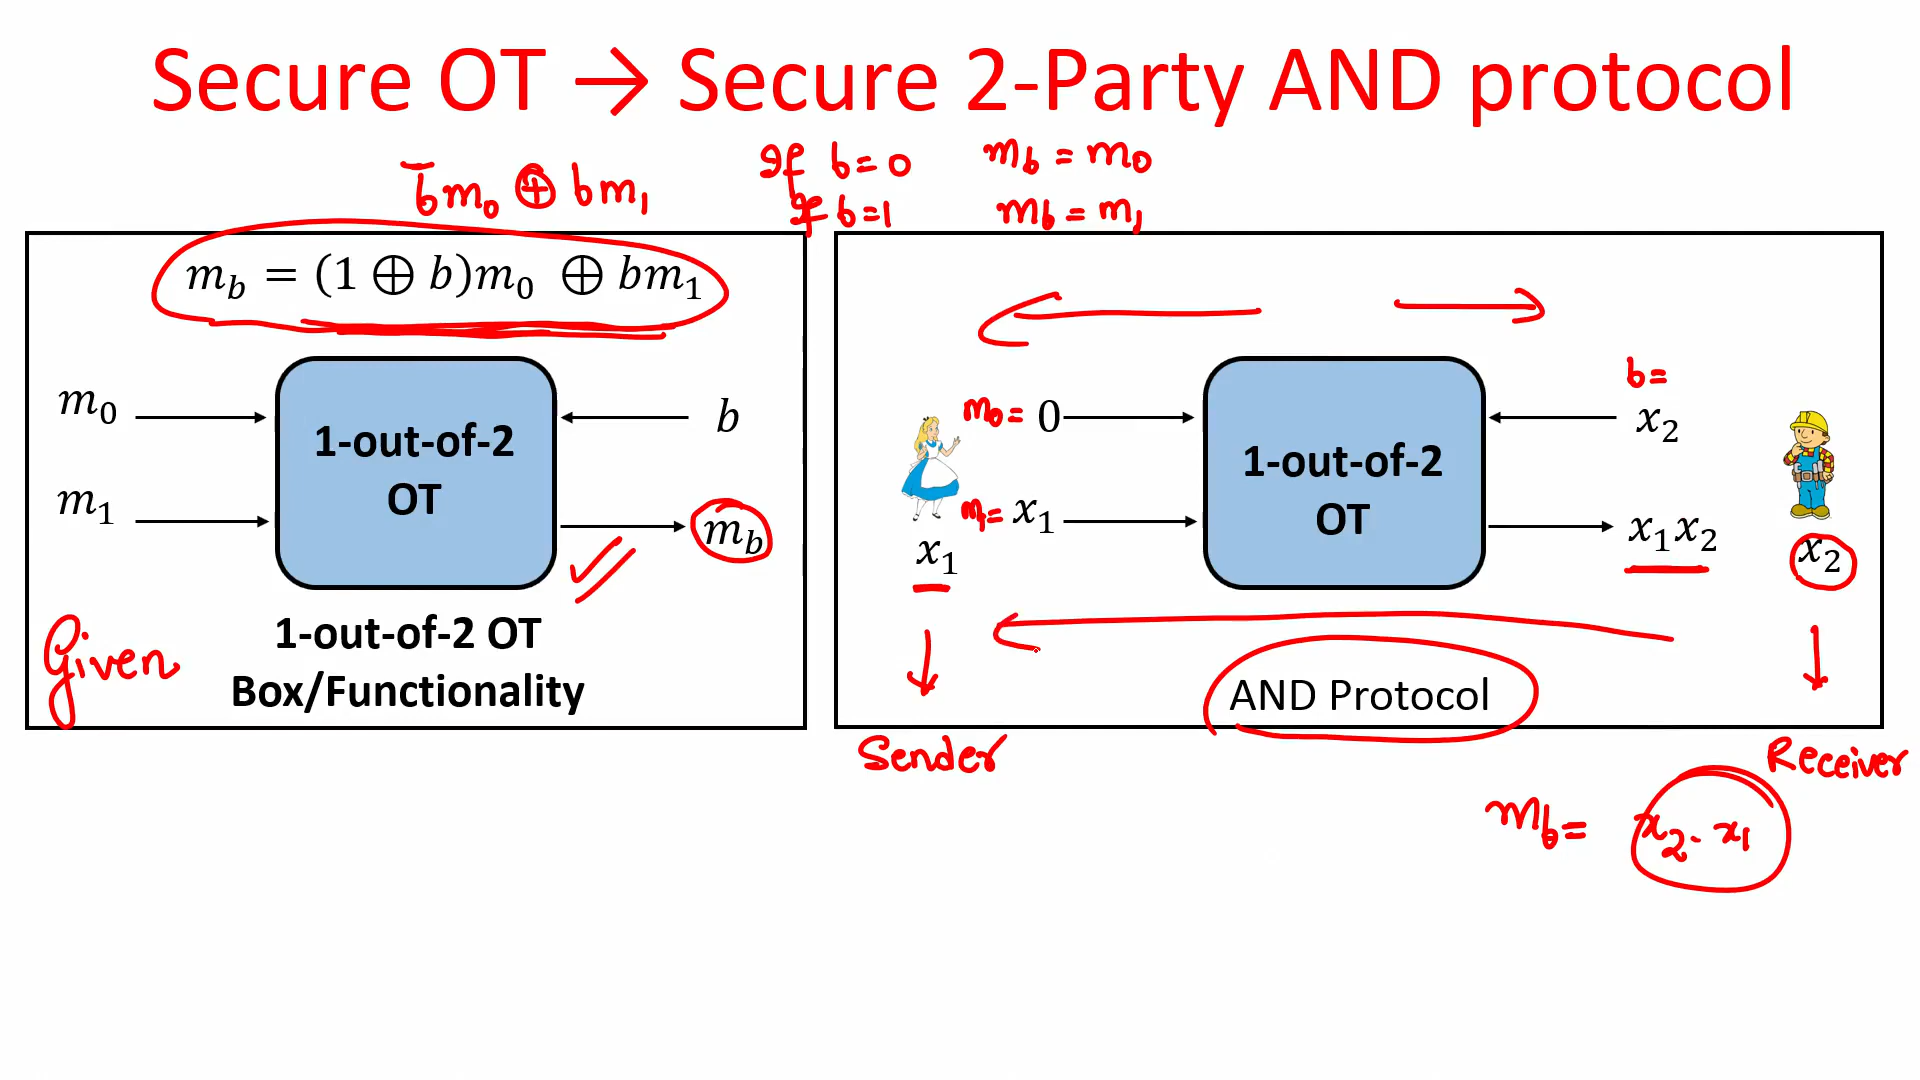 Secure OT → Secure 2-Party AND protocol
b̄m₀ ⊕ bm₁
If b=0 m_b = m₀
If b=1 m_b = m₁
m_b = (1 ⊕ b)m₀ ⊕ bm₁
m₀
m₁
1-out-of-2
OT
b
m_b
Given
1-out-of-2 OT
Box/Functionality
m₀= 0
m₁= x₁
x₁
1-out-of-2
OT
b=
x₂
x₁x₂
x₂
AND Protocol
Sender
Receiver
m_b= x₂·x₁